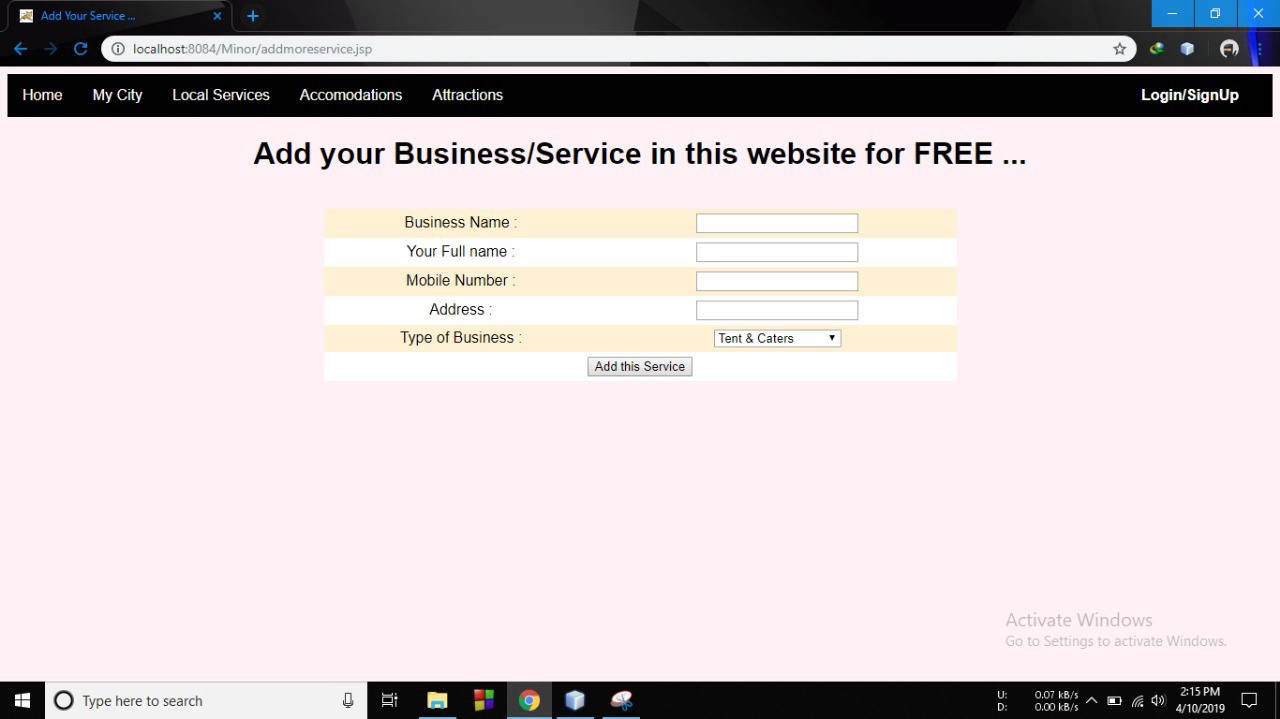 Add Your Service ...
localhost:8084/Minor/addmoreservice.jsp
Home My City Local Services Accomodations Attractions Login/SignUp
Add your Business/Service in this website for FREE ...
Business Name :
Your Full name :
Mobile Number :
Address :
Type of Business : Tent & Caters
Add this Service
Activate Windows
Go to Settings to activate Windows.
Type here to search
U: 0.07 kB/s
D: 0.00 kB/s
2:15 PM
4/10/2019